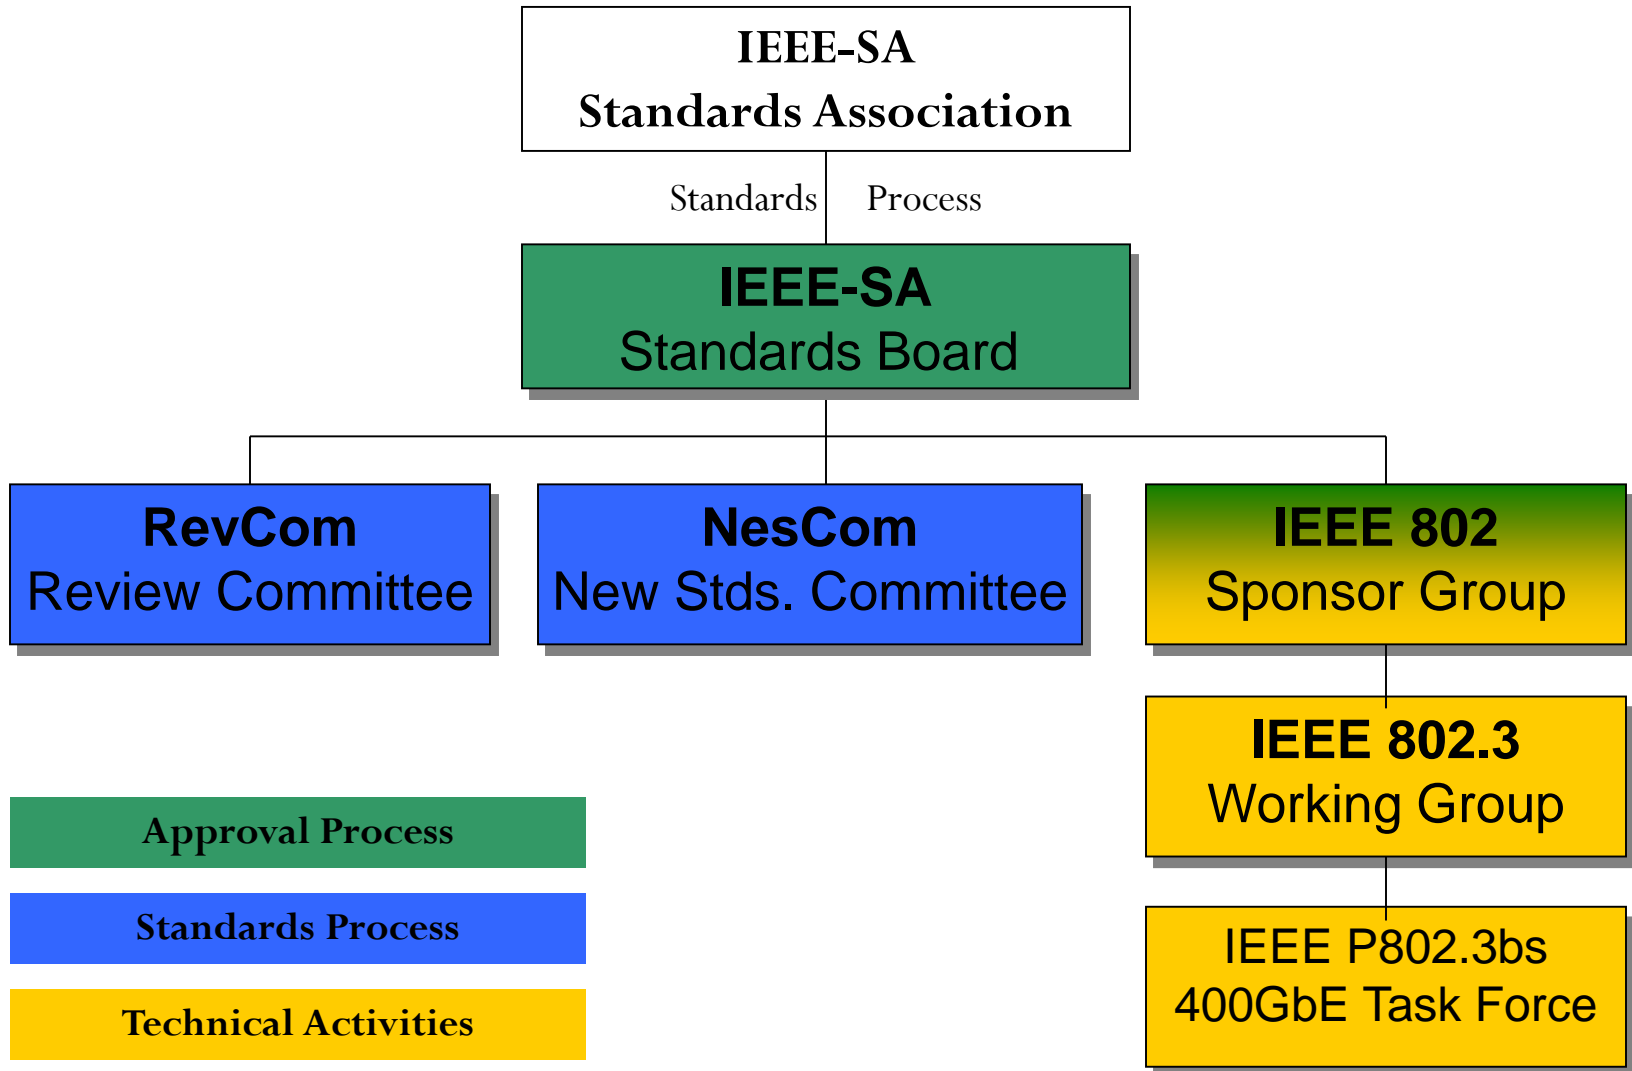 IEEE-SA
Standards Association
Standards Process
IEEE-SA
Standards Board
RevCom
Review Committee
NesCom
New Stds. Committee
IEEE 802
Sponsor Group
IEEE 802.3
Working Group
IEEE P802.3bs
400GbE Task Force
Approval Process
Standards Process
Technical Activities